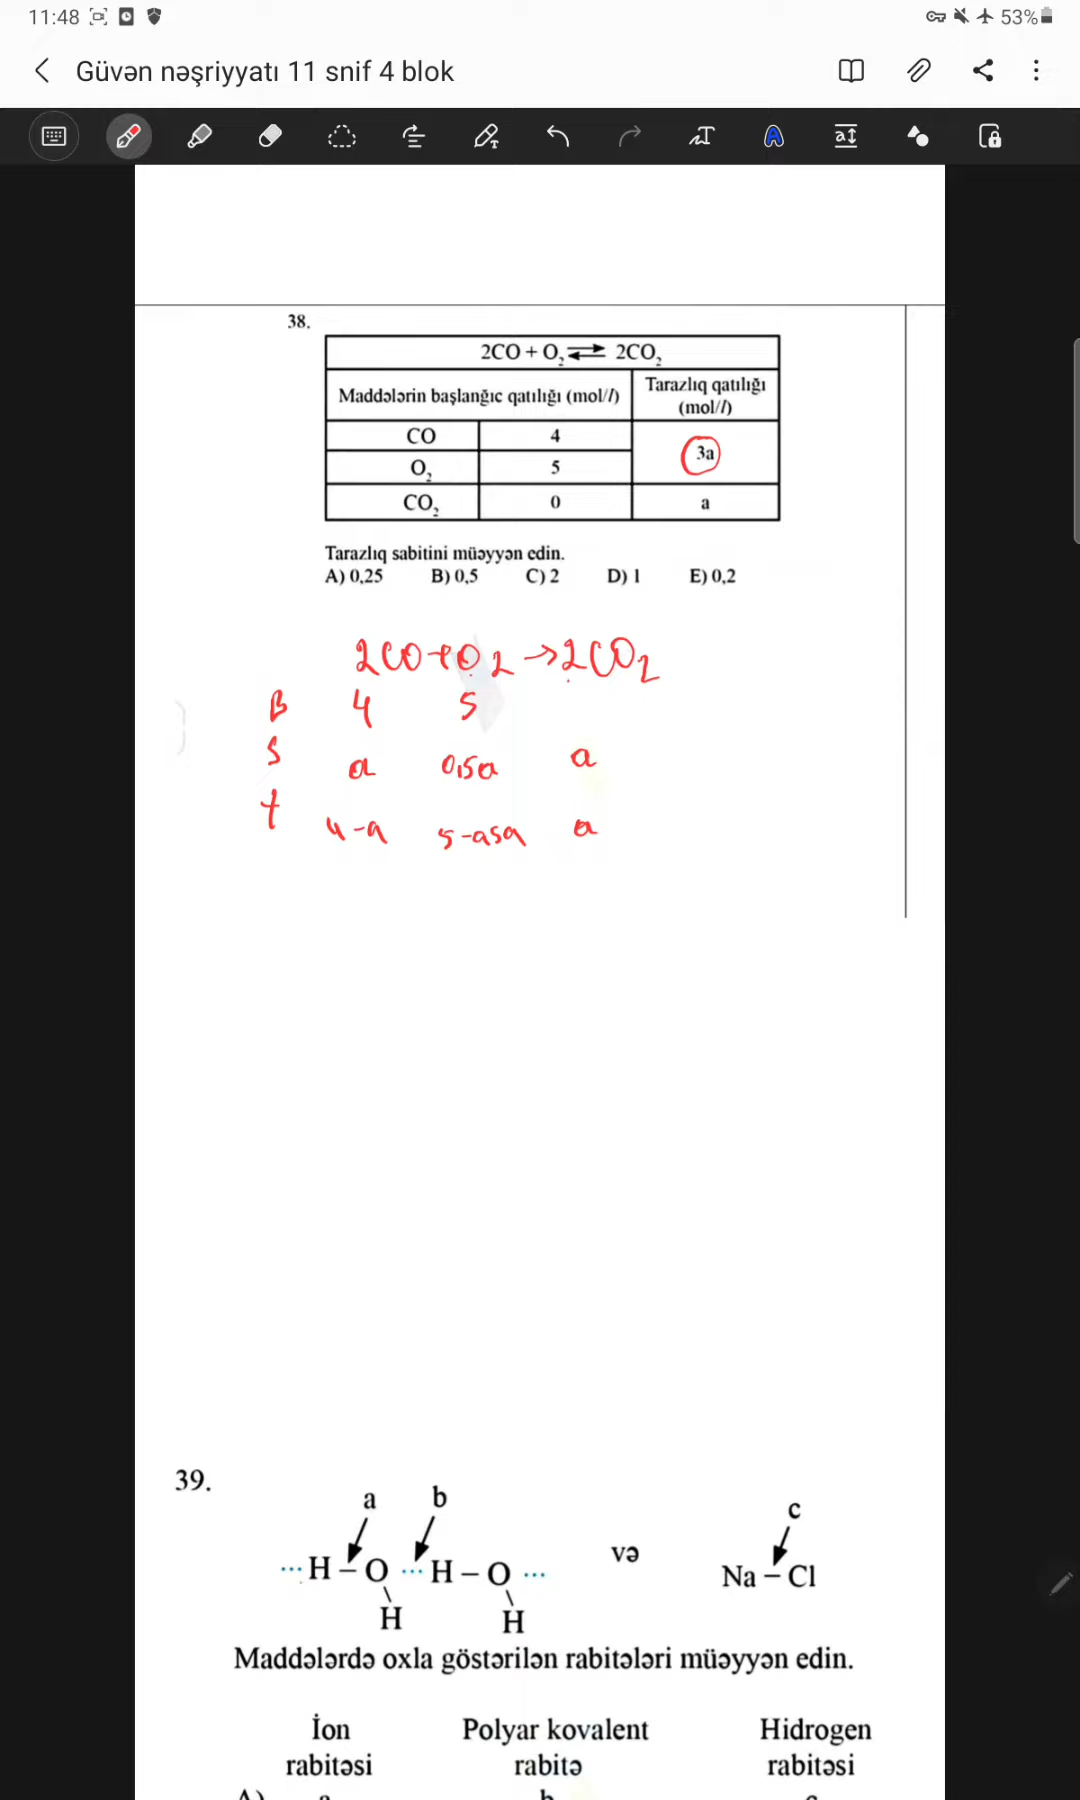 11:48 53%
Güvən nəşriyyatı 11 snif 4 blok
38.
2CO + O₂ ⇄ 2CO₂
Maddələrin başlanğıc qatılığı (mol/l)
Tarazlıq qatılığı
(mol/l)
CO 4
3a
O₂ 5
CO₂ 0 a
Tarazlıq sabitini müəyyən edin.
A) 0,25 B) 0,5 C) 2 D) 1 E) 0,2
2CO+O2→2CO2
B 4 5
S a 0,5a a
t 4-a 5-0,5a a
39.
a b c
··· H – O ··· H – O ··· və Na – Cl
\ \
H H
Maddələrdə oxla göstərilən rabitələri müəyyən edin.
İon Polyar kovalent Hidrogen
rabitəsi rabitə rabitəsi